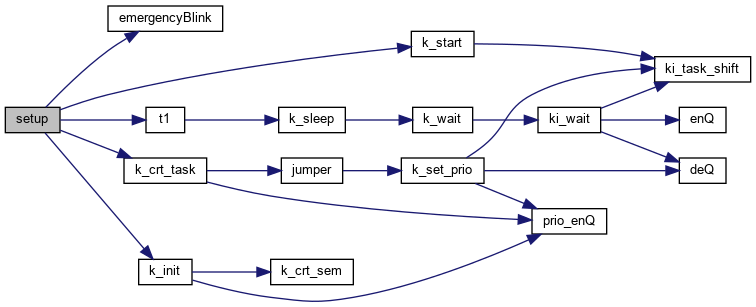 emergencyBlink
k_start
ki_task_shift
setup
t1
k_sleep
k_wait
ki_wait
enQ
k_crt_task
jumper
k_set_prio
deQ
prio_enQ
k_init
k_crt_sem